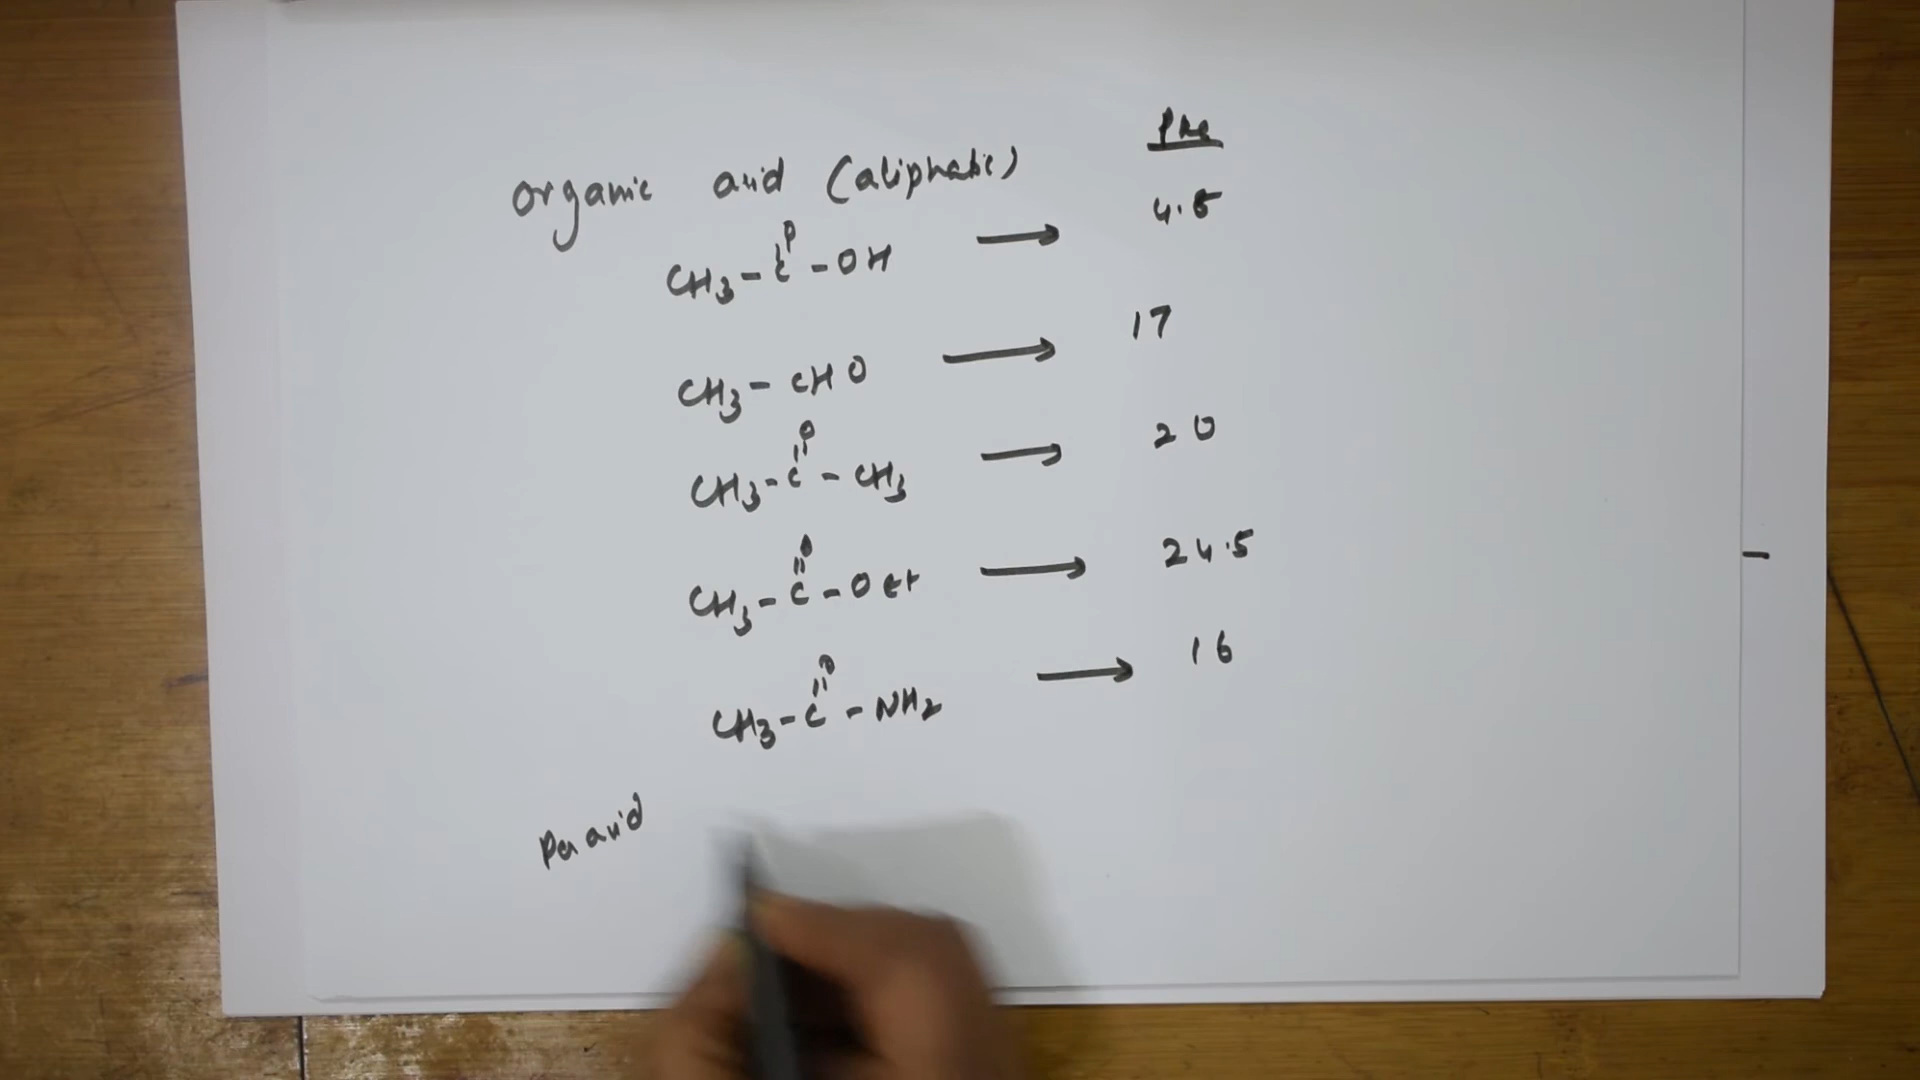 PKa
organic acid (aliphatic)
CH3-C-OH → 4.5
O
CH3-CHO → 17
O
CH3-C-CH3 → 20
O
CH3-C-OEt → 24.5
O
CH3-C-NH2 → 16
Per acid